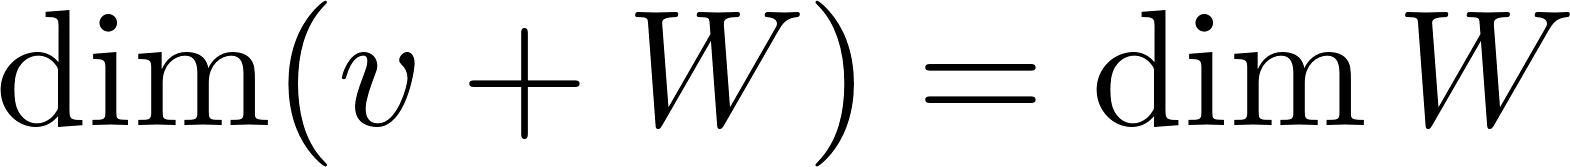 dim(v + W) = dim W